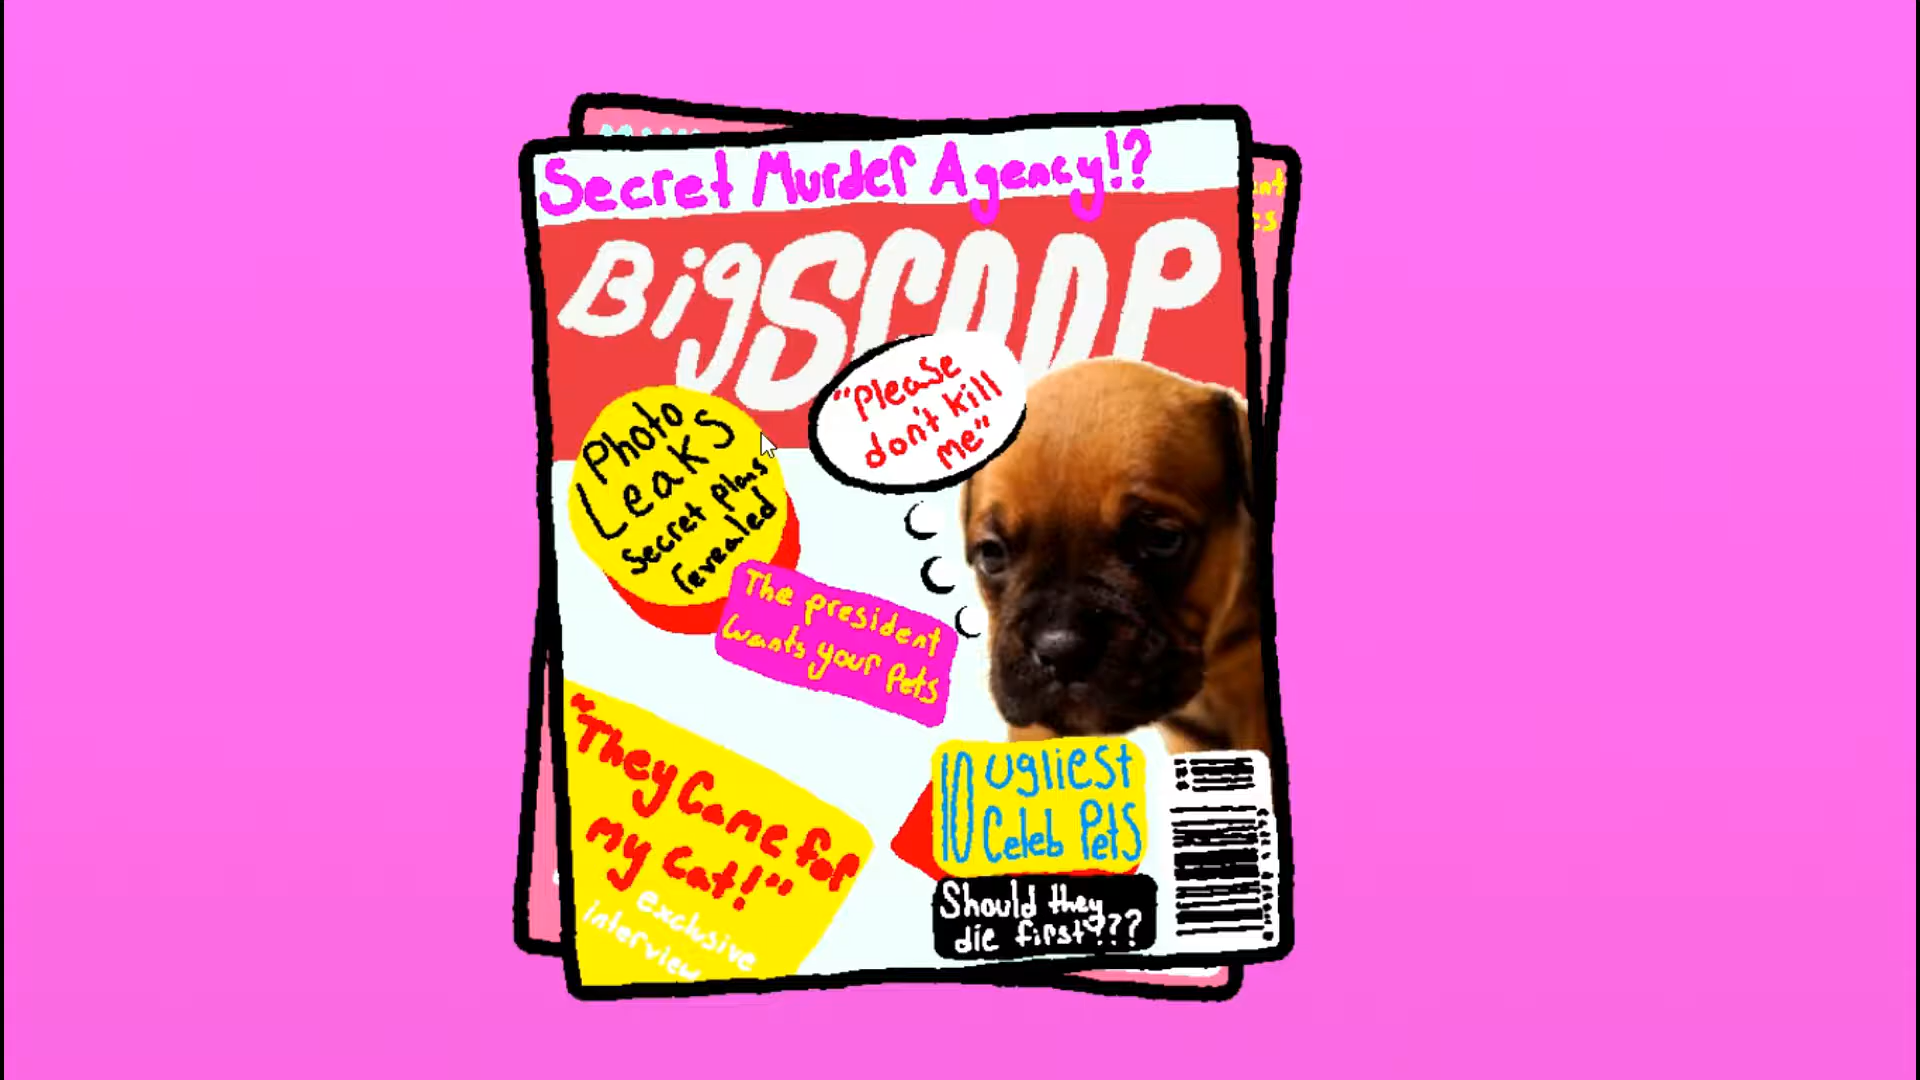 Secret Murder Agency!?
BigSCOOP
"Please
don't kill
me"
Photo
Leaks
secret plans
revealed
The president
wants your pets
"They Came for
my cat!"
exclusive
interview
10 ugliest
Celeb Pets
Should they
die first???